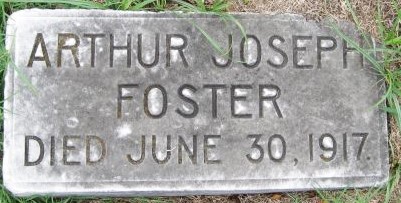 ARTHUR JOSEPH
FOSTER
DIED JUNE 30, 1917.